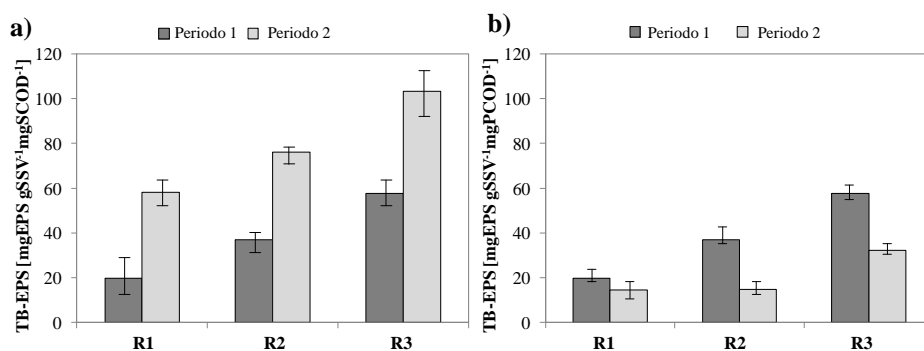 a)
Periodo 1 Periodo 2
TB-EPS [mgEPS gSSV⁻¹mgSCOD⁻¹]
120
100
80
60
40
20
0
R1 R2 R3
b)
Periodo 1 Periodo 2
TB-EPS [mgEPS gSSV⁻¹mgPCOD⁻¹]
120
100
80
60
40
20
0
R1 R2 R3